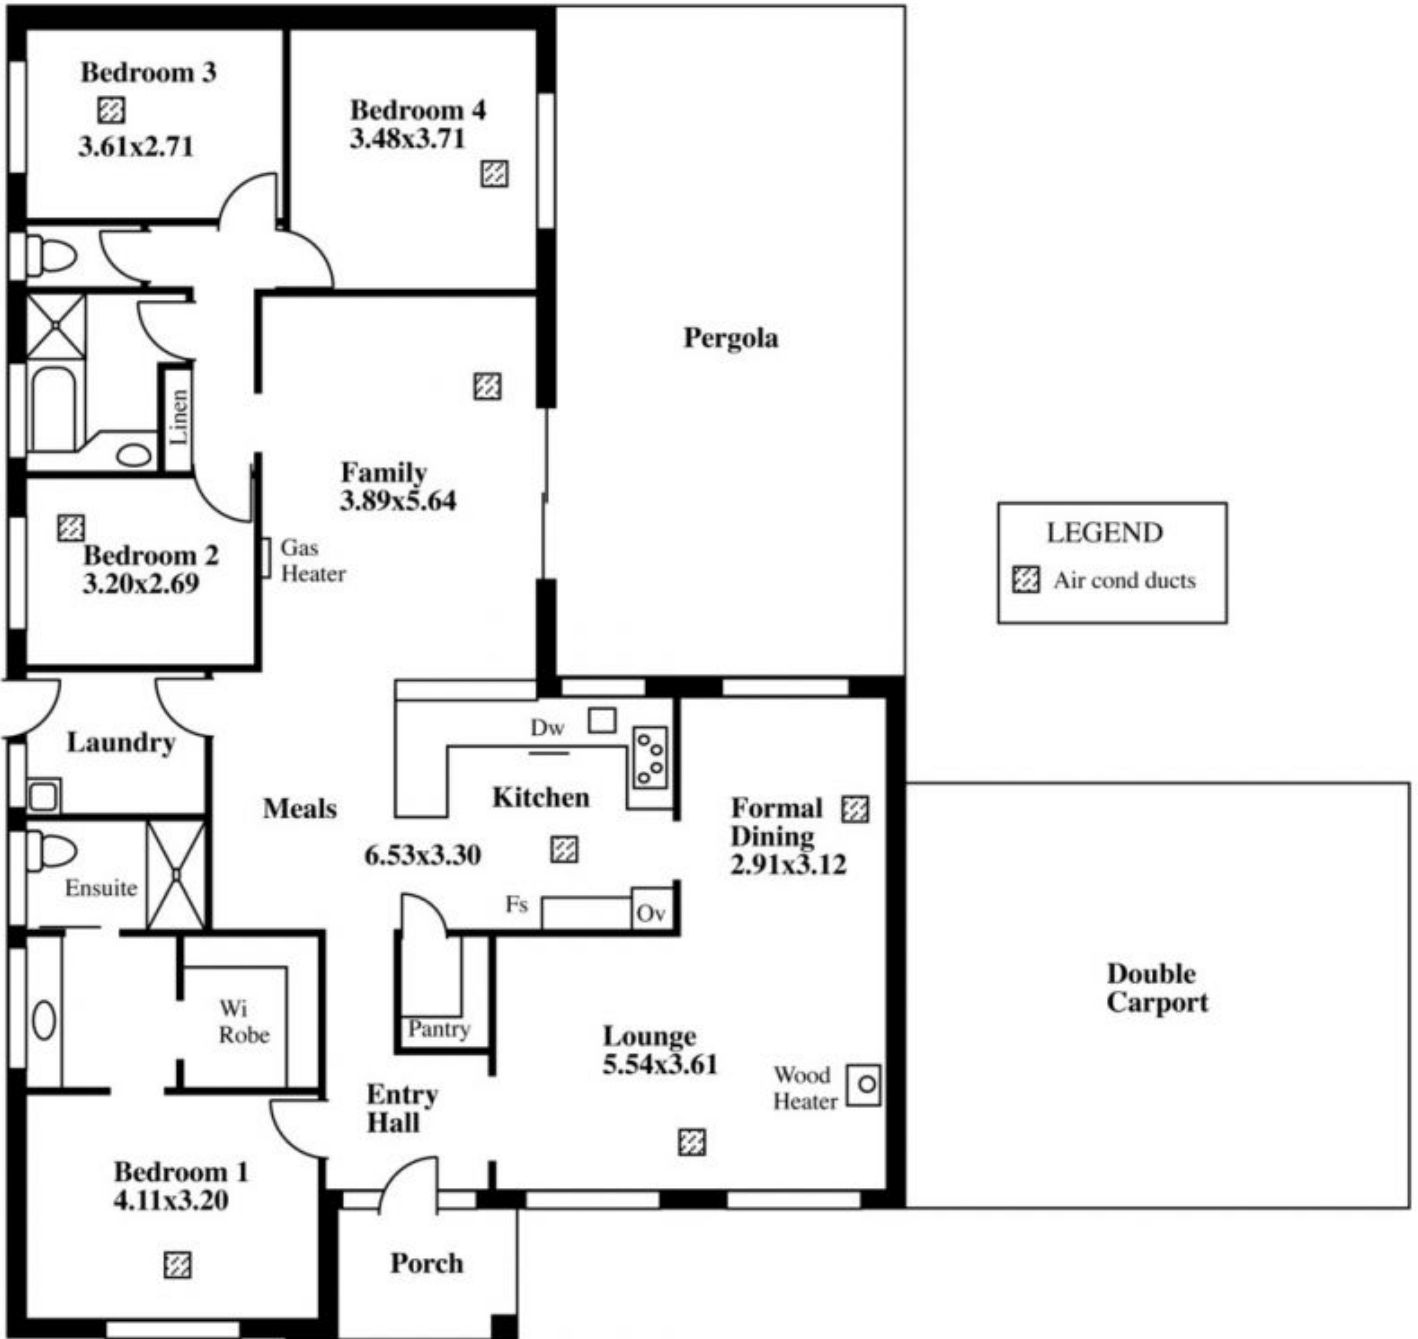 Bedroom 3
3.61x2.71
Bedroom 4
3.48x3.71
Pergola
Linen
Family
3.89x5.64
Gas
Heater
Bedroom 2
3.20x2.69
LEGEND
Air cond ducts
Laundry
Dw
Meals
Kitchen
6.53x3.30
Formal
Dining
2.91x3.12
Ensuite
Fs
Ov
Wi
Robe
Pantry
Lounge
5.54x3.61
Wood
Heater
Double
Carport
Entry
Hall
Bedroom 1
4.11x3.20
Porch